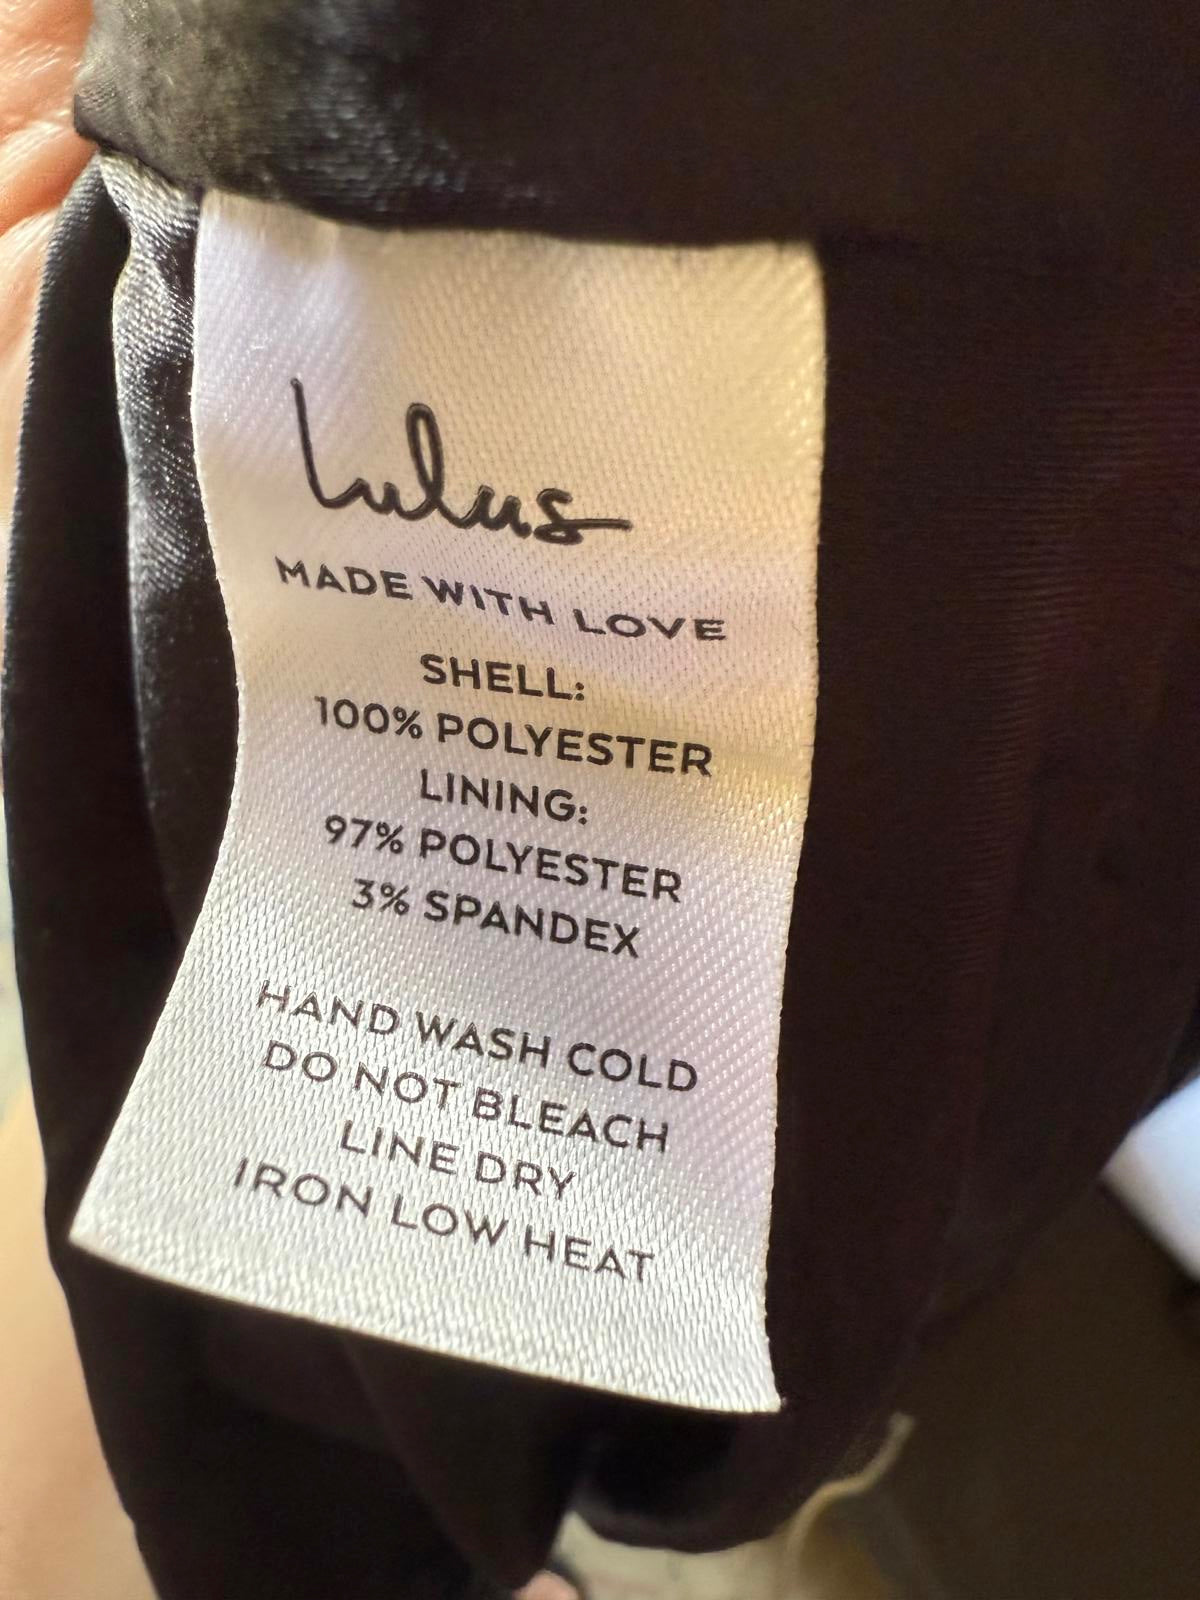 Lulus
MADE WITH LOVE
SHELL:
100% POLYESTER
LINING:
97% POLYESTER
3% SPANDEX
HAND WASH COLD
DO NOT BLEACH
LINE DRY
IRON LOW HEAT